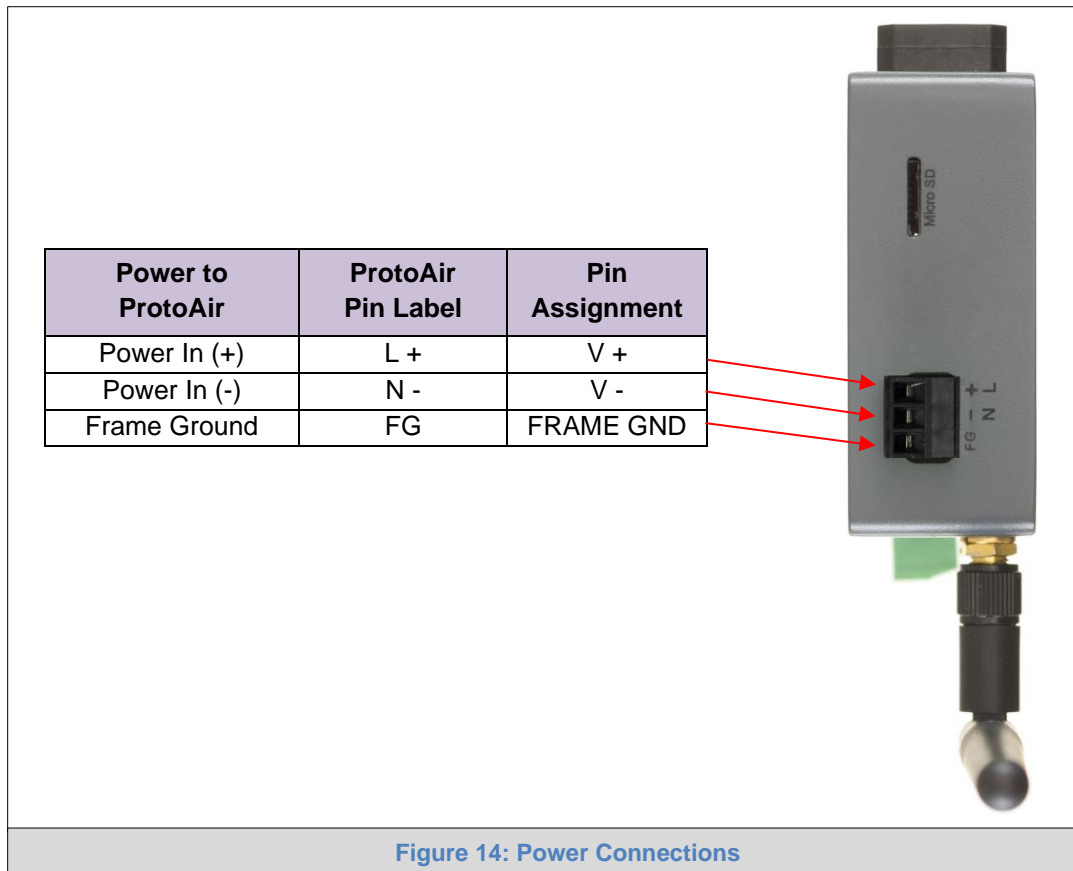 Micro SD
Power to ProtoAir Pin
ProtoAir Pin Label Assignment
Power In (+) L + V +
Power In (-) N - V -
Frame Ground FG FRAME GND
+ L
- N
FG
Figure 14: Power Connections